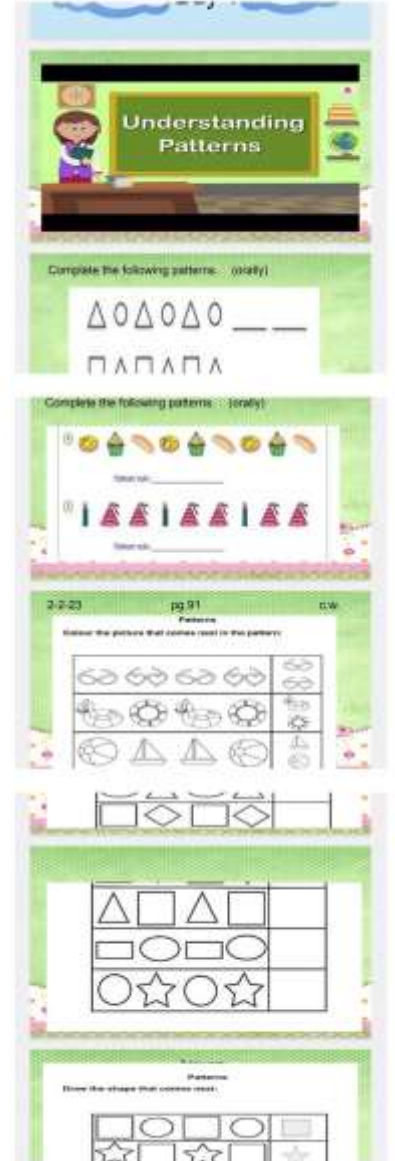 Understanding
Patterns
Complete the following patterns. (orally)
Complete the following patterns. (orally)
2-2-23 pg.91 c.w.
Patterns
Colour the picture that comes next in the pattern:
Patterns
Draw the shape that comes next.